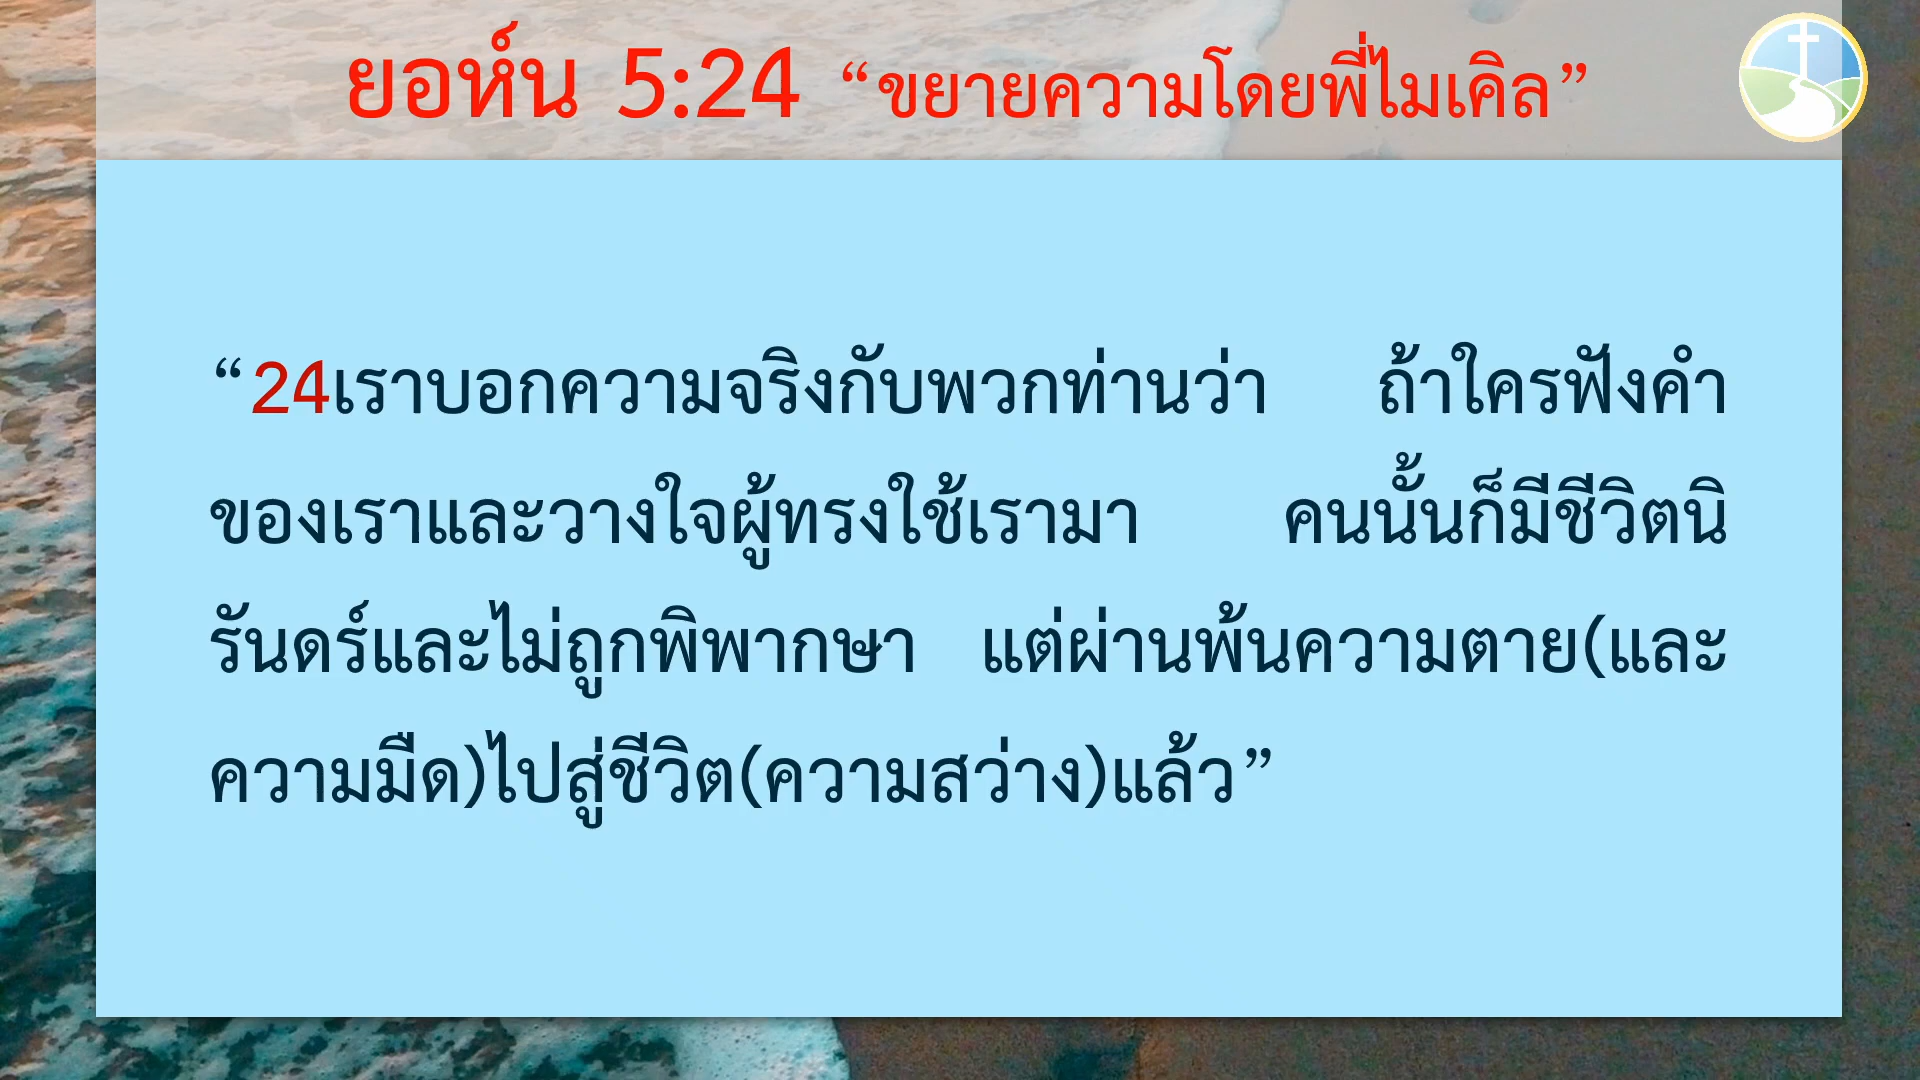 ยอห์น 5:24 “ขยายความโดยพี่ไมเคิล”
“24เราบอกความจริงกับพวกท่านว่า ถ้าใครฟังคำ
ของเราและวางใจผู้ทรงใช้เรามา คนนั้นก็มีชีวิตนิ
รันดร์และไม่ถูกพิพากษา แต่ผ่านพ้นความตาย(และ
ความมืด)ไปสู่ชีวิต(ความสว่าง)แล้ว”